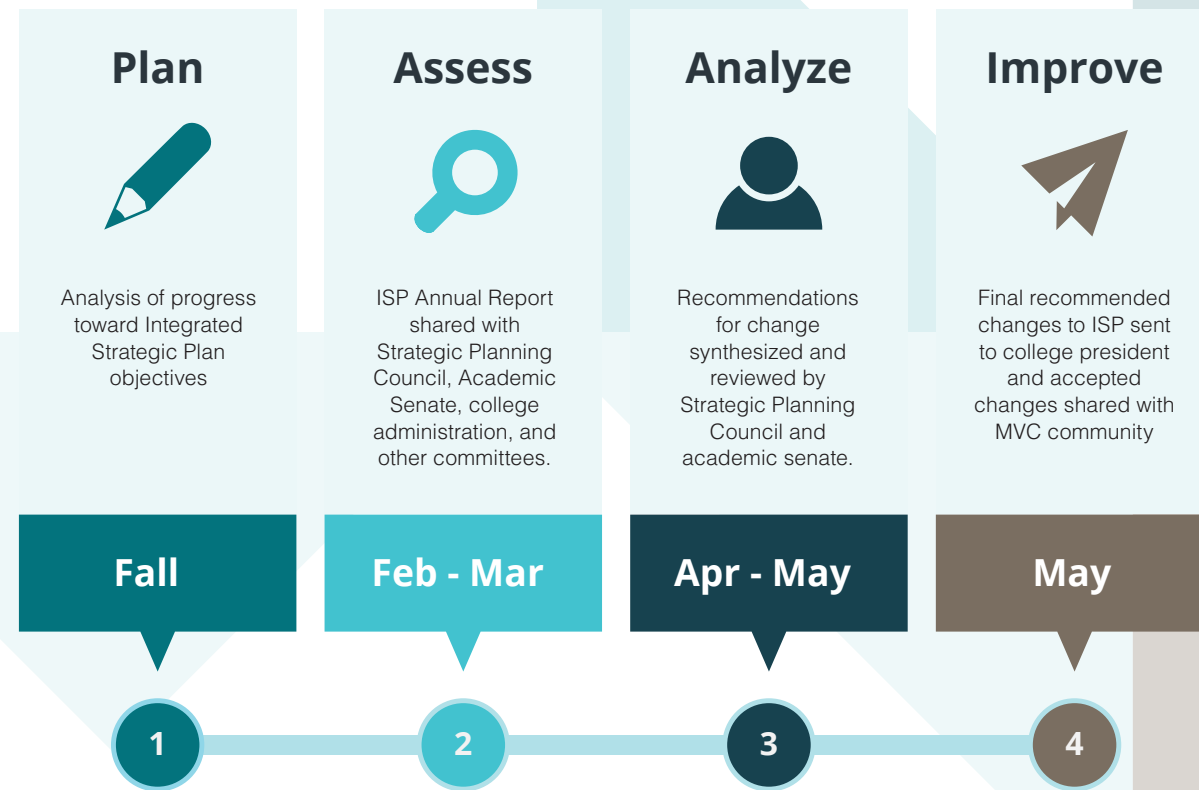 Plan
Analysis of progress
toward Integrated
Strategic Plan
objectives
Fall
1
Assess
ISP Annual Report
shared with
Strategic Planning
Council, Academic
Senate, college
administration, and
other committees.
Feb - Mar
2
Analyze
Recommendations
for change
synthesized and
reviewed by
Strategic Planning
Council and
academic senate.
Apr - May
3
Improve
Final recommended
changes to ISP sent
to college president
and accepted
changes shared with
MVC community
May
4